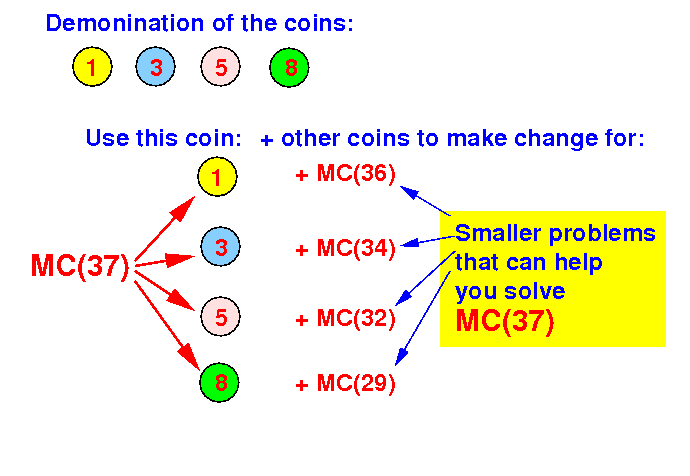 Demonination of the coins:
1 3 5 8
Use this coin: + other coins to make change for:
1 + MC(36)
3 + MC(34)
5 + MC(32)
8 + MC(29)
MC(37)
Smaller problems
that can help
you solve
MC(37)